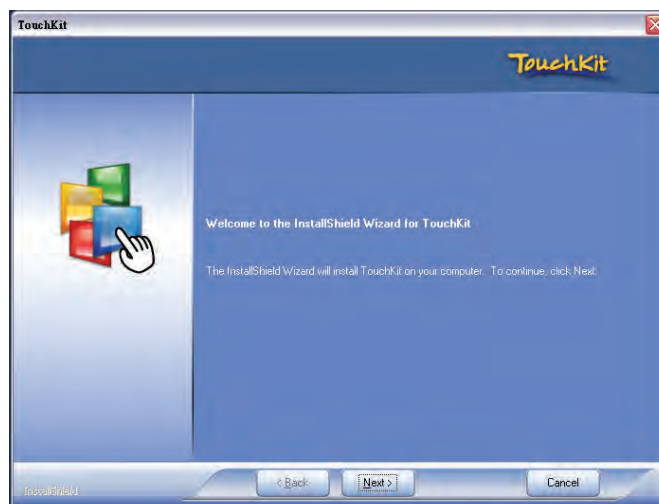 TouchKit
TouchKit
Welcome to the InstallShield Wizard for TouchKit
The InstallShield Wizard will install TouchKit on your computer. To continue, click Next.
InstallShield
< Back
Next >
Cancel